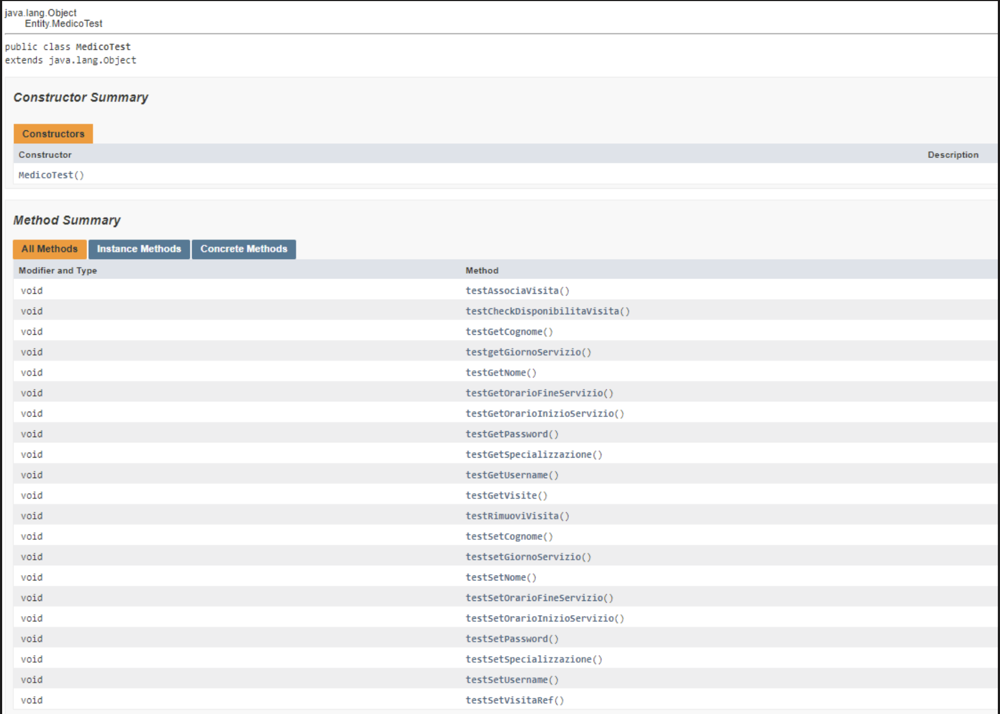 java.lang.Object
Entity.MedicoTest
public class MedicoTest
extends java.lang.Object
Constructor Summary
Constructors
Constructor Description
MedicoTest()
Method Summary
All Methods Instance Methods Concrete Methods
Modifier and Type Method
void testAssociaVisita()
void testCheckDisponibilitaVisita()
void testGetCognome()
void testgetGiornoServizio()
void testGetNome()
void testGetOrarioFineServizio()
void testGetOrarioInizioServizio()
void testGetPassword()
void testGetSpecializzazione()
void testGetUsername()
void testGetVisite()
void testRimuoviVisita()
void testSetCognome()
void testsetGiornoServizio()
void testSetNome()
void testSetOrarioFineServizio()
void testSetOrarioInizioServizio()
void testSetPassword()
void testSetSpecializzazione()
void testSetUsername()
void testSetVisitaRef()